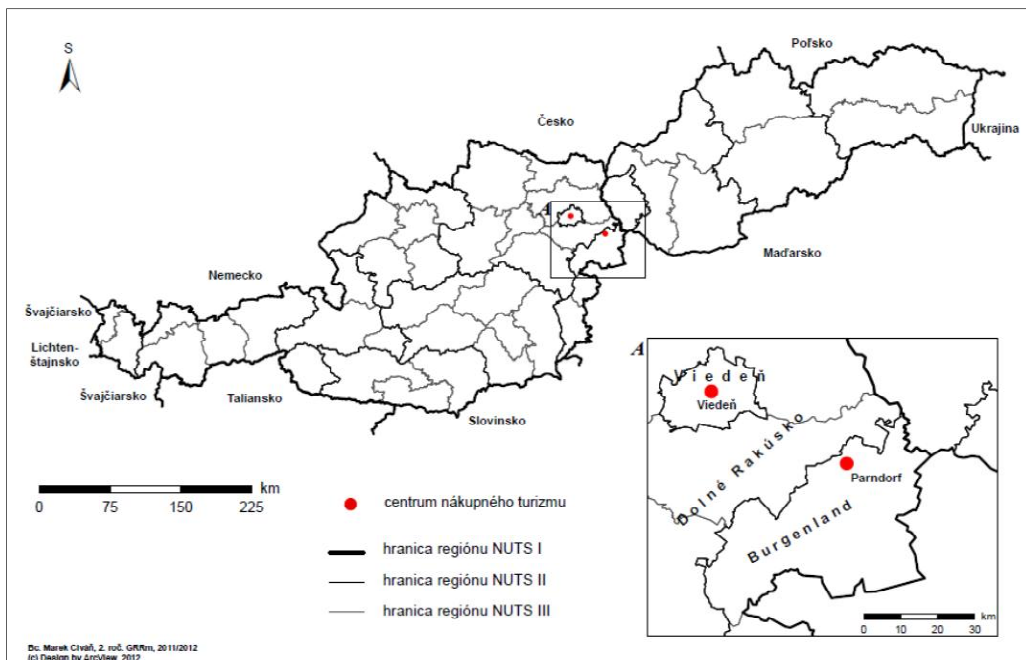 S
Poľsko
Česko
Ukrajina
A
Maďarsko
Nemecko
Švajčiarsko
Lichten-
štajnsko
Švajčiarsko
Taliansko
Slovinsko
km
0 75 150 225
centrum nákupného turizmu
hranica regiónu NUTS I
hranica regiónu NUTS II
hranica regiónu NUTS III
A
Viedeň
Viedeň
Dolné Rakúsko
Parndorf
Burgenland
km
0 10 20 30
Bc. Marek Cíváň, 2. roč. GRRm, 2011/2012
(c) Design by ArcView, 2012